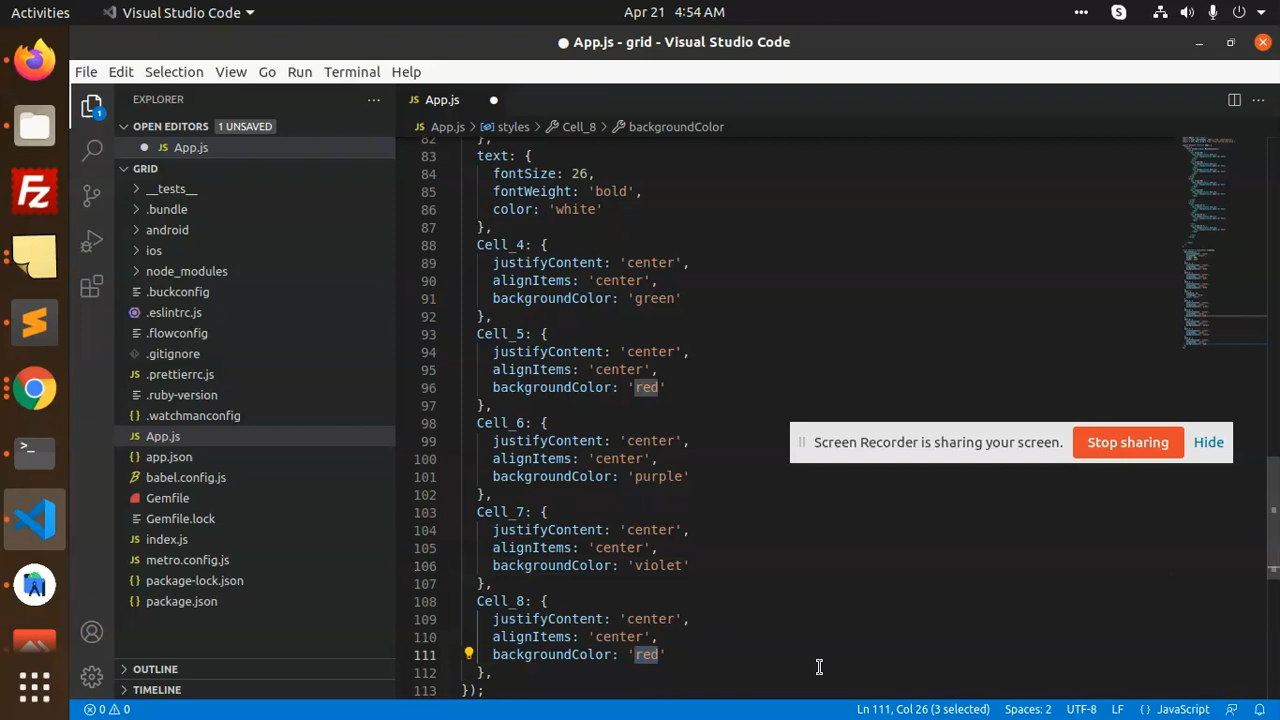 Activities
Visual Studio Code
Apr 21 4:54 AM
App.js - grid - Visual Studio Code
File Edit Selection View Go Run Terminal Help
EXPLORER
OPEN EDITORS 1 UNSAVED
JS App.js
GRID
__tests__
.bundle
android
ios
node_modules
.buckconfig
.eslintrc.js
.flowconfig
.gitignore
.prettierrc.js
.ruby-version
.watchmanconfig
JS App.js
{} app.json
babel.config.js
Gemfile
Gemfile.lock
JS index.js
JS metro.config.js
{} package-lock.json
{} package.json
OUTLINE
TIMELINE
JS App.js
JS App.js > styles > Cell_8 > backgroundColor
82 },
83 text: {
84 fontSize: 26,
85 fontWeight: 'bold',
86 color: 'white'
87 },
88 Cell_4: {
89 justifyContent: 'center',
90 alignItems: 'center',
91 backgroundColor: 'green'
92 },
93 Cell_5: {
94 justifyContent: 'center',
95 alignItems: 'center',
96 backgroundColor: 'red'
97 },
98 Cell_6: {
99 justifyContent: 'center',
100 alignItems: 'center',
101 backgroundColor: 'purple'
102 },
103 Cell_7: {
104 justifyContent: 'center',
105 alignItems: 'center',
106 backgroundColor: 'violet'
107 },
108 Cell_8: {
109 justifyContent: 'center',
110 alignItems: 'center',
111 backgroundColor: 'red'
112 },
113 });
Screen Recorder is sharing your screen. Stop sharing Hide
0 0
Ln 111, Col 26 (3 selected) Spaces: 2 UTF-8 LF {} JavaScript